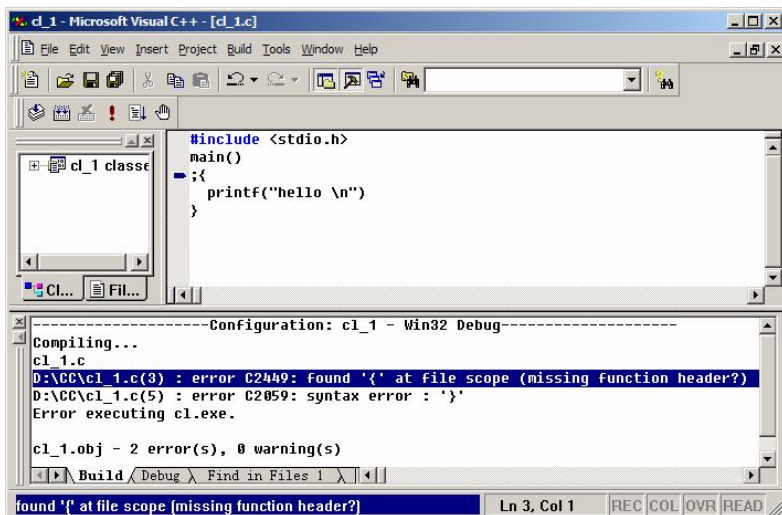 cl_1 - Microsoft Visual C++ - [cl_1.c]
File Edit View Insert Project Build Tools Window Help
cl_1 classe
Cl... Fil...
#include <stdio.h>
main()
;{
printf("hello \n")
}
--------------------Configuration: cl_1 - Win32 Debug--------------------
Compiling...
cl_1.c
D:\CC\cl_1.c(3) : error C2449: found '{' at file scope (missing function header?)
D:\CC\cl_1.c(5) : error C2059: syntax error : '}'
Error executing cl.exe.
cl_1.obj - 2 error(s), 0 warning(s)
Build Debug Find in Files 1
found '{' at file scope (missing function header?) Ln 3, Col 1 REC COL OVR READ